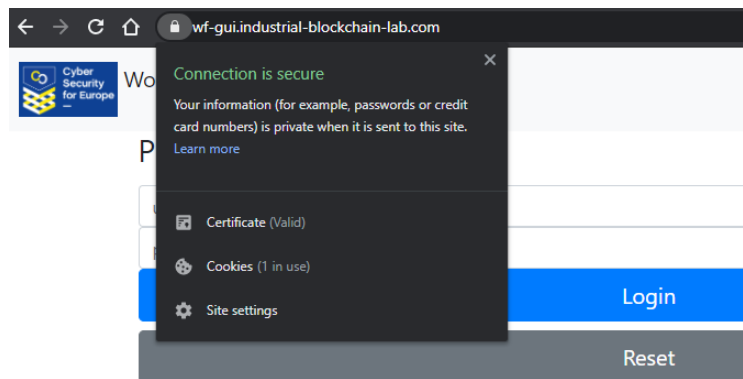 wf-gui.industrial-blockchain-lab.com
Cyber
Security
for Europe
Wo
Connection is secure
Your information (for example, passwords or credit
card numbers) is private when it is sent to this site.
Learn more
P
Certificate (Valid)
Cookies (1 in use)
Site settings
Login
Reset